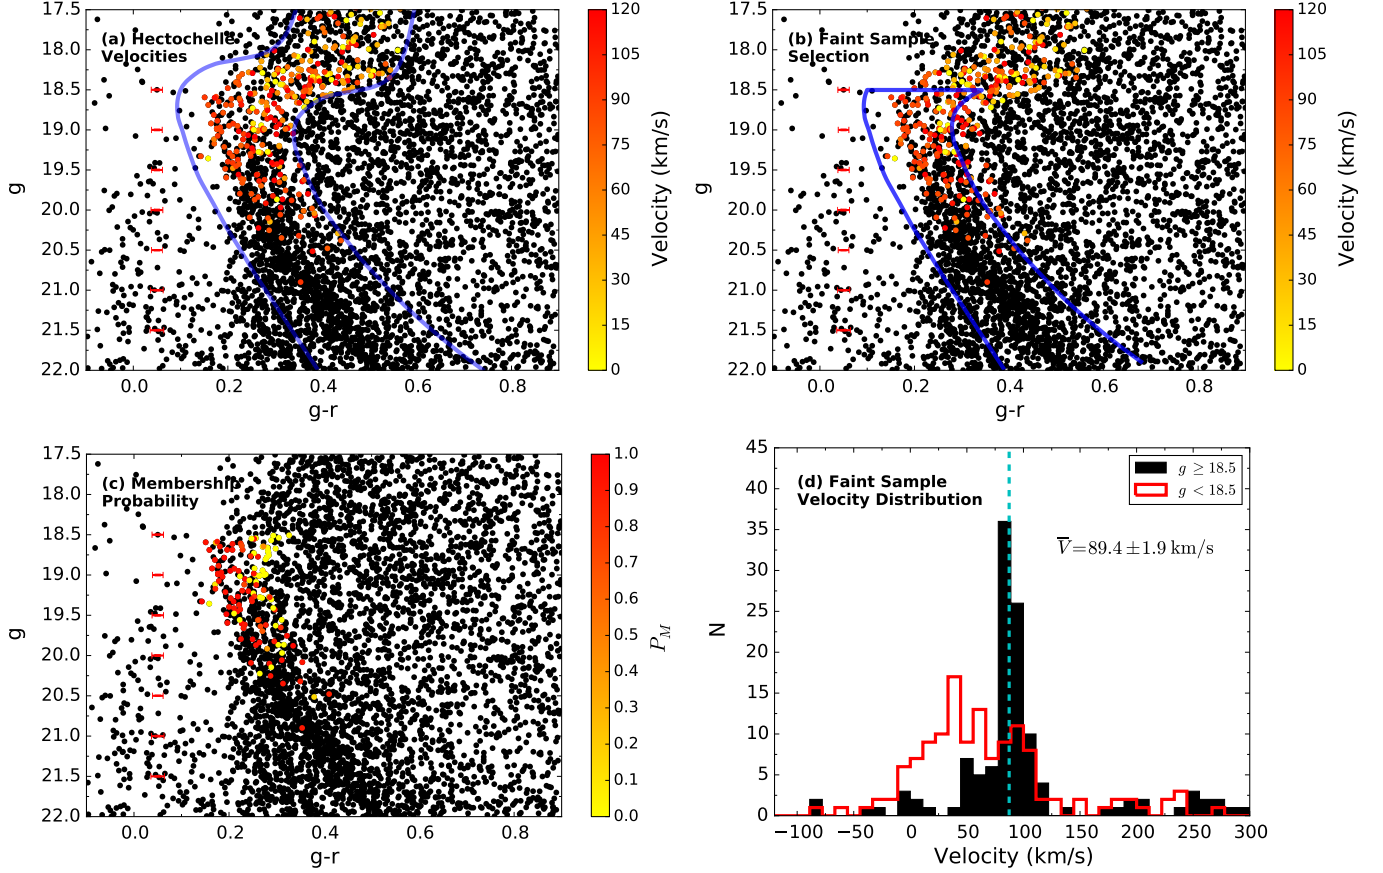 (a) Hectochelle
Velocities
17.5
18.0
18.5
19.0
19.5
20.0
20.5
21.0
21.5
22.0
g
0.0 0.2 0.4 0.6 0.8
g-r
120
105
90
75
60
45
30
15
0
Velocity (km/s)
(b) Faint Sample
Selection
17.5
18.0
18.5
19.0
19.5
20.0
20.5
21.0
21.5
22.0
g
0.0 0.2 0.4 0.6 0.8
g-r
120
105
90
75
60
45
30
15
0
Velocity (km/s)
(c) Membership
Probability
17.5
18.0
18.5
19.0
19.5
20.0
20.5
21.0
21.5
22.0
g
0.0 0.2 0.4 0.6 0.8
g-r
1.0
0.9
0.8
0.7
0.6
0.5
0.4
0.3
0.2
0.1
0.0
P_M
(d) Faint Sample
Velocity Distribution
g ≥ 18.5
g < 18.5
V̅=89.4±1.9 km/s
45
40
35
30
25
20
15
10
5
0
N
−100 −50 0 50 100 150 200 250 300
Velocity (km/s)